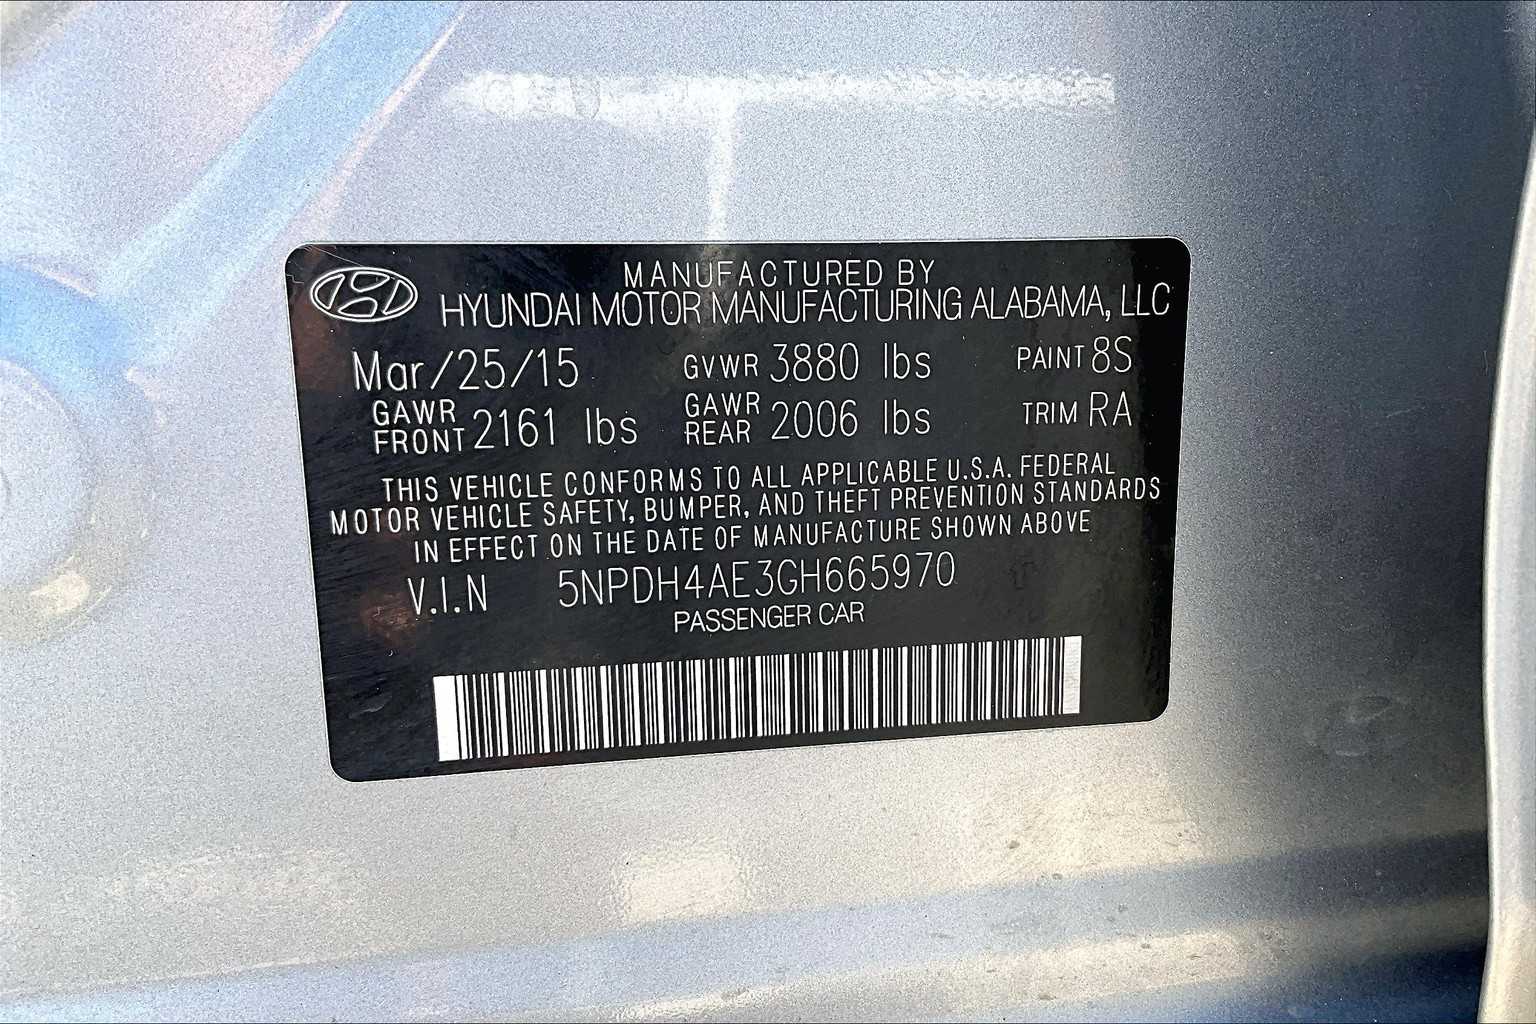 MANUFACTURED BY
HYUNDAI MOTOR MANUFACTURING ALABAMA, LLC
Mar/25/15 GVWR 3880 lbs PAINT 8S
GAWR FRONT 2161 lbs GAWR REAR 2006 lbs TRIM RA
THIS VEHICLE CONFORMS TO ALL APPLICABLE U.S.A. FEDERAL
MOTOR VEHICLE SAFETY, BUMPER, AND THEFT PREVENTION STANDARDS
IN EFFECT ON THE DATE OF MANUFACTURE SHOWN ABOVE
V.I.N 5NPDH4AE3GH665970
PASSENGER CAR